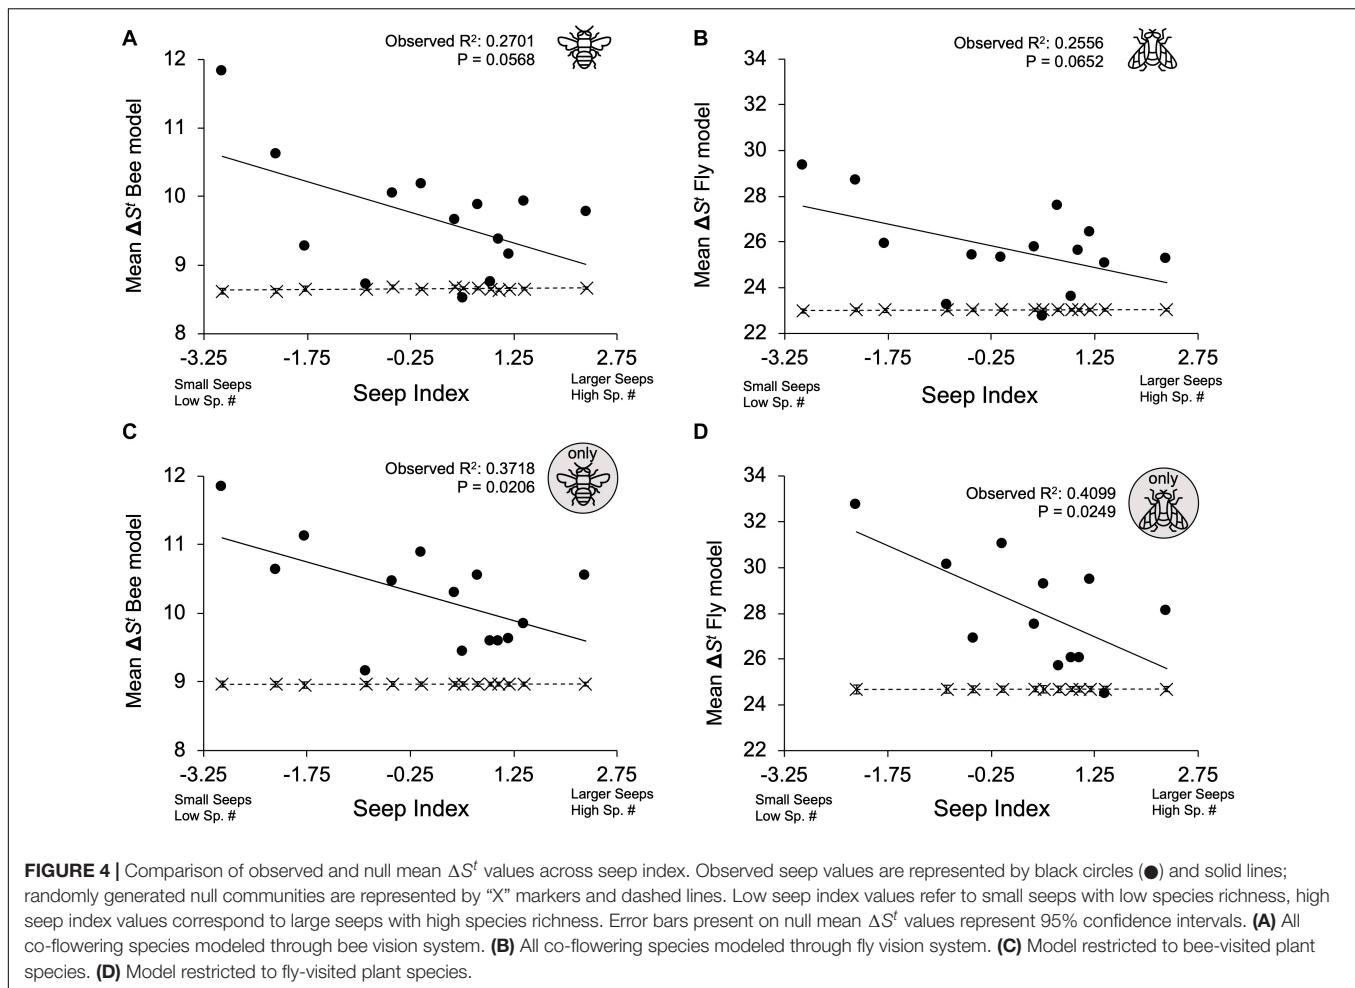 A
Observed R²: 0.2701
P = 0.0568
12
11
10
9
8
Mean ΔSᵗ Bee model
-3.25 -1.75 -0.25 1.25 2.75
Small Seeps
Low Sp. #
Seep Index
Larger Seeps
High Sp. #
B
Observed R²: 0.2556
P = 0.0652
34
32
30
28
26
24
22
Mean ΔSᵗ Fly model
-3.25 -1.75 -0.25 1.25 2.75
Small Seeps
Low Sp. #
Seep Index
Larger Seeps
High Sp. #
C
Observed R²: 0.3718
P = 0.0206
only
12
11
10
9
8
Mean ΔSᵗ Bee model
-3.25 -1.75 -0.25 1.25 2.75
Small Seeps
Low Sp. #
Seep Index
Larger Seeps
High Sp. #
D
Observed R²: 0.4099
P = 0.0249
only
34
32
30
28
26
24
22
Mean ΔSᵗ Fly model
-3.25 -1.75 -0.25 1.25 2.75
Small Seeps
Low Sp. #
Seep Index
Larger Seeps
High Sp. #
FIGURE 4 | Comparison of observed and null mean ΔSᵗ values across seep index. Observed seep values are represented by black circles (●) and solid lines;
randomly generated null communities are represented by “X” markers and dashed lines. Low seep index values refer to small seeps with low species richness, high
seep index values correspond to large seeps with high species richness. Error bars present on null mean ΔSᵗ values represent 95% confidence intervals. (A) All
co-flowering species modeled through bee vision system. (B) All co-flowering species modeled through fly vision system. (C) Model restricted to bee-visited plant
species. (D) Model restricted to fly-visited plant species.